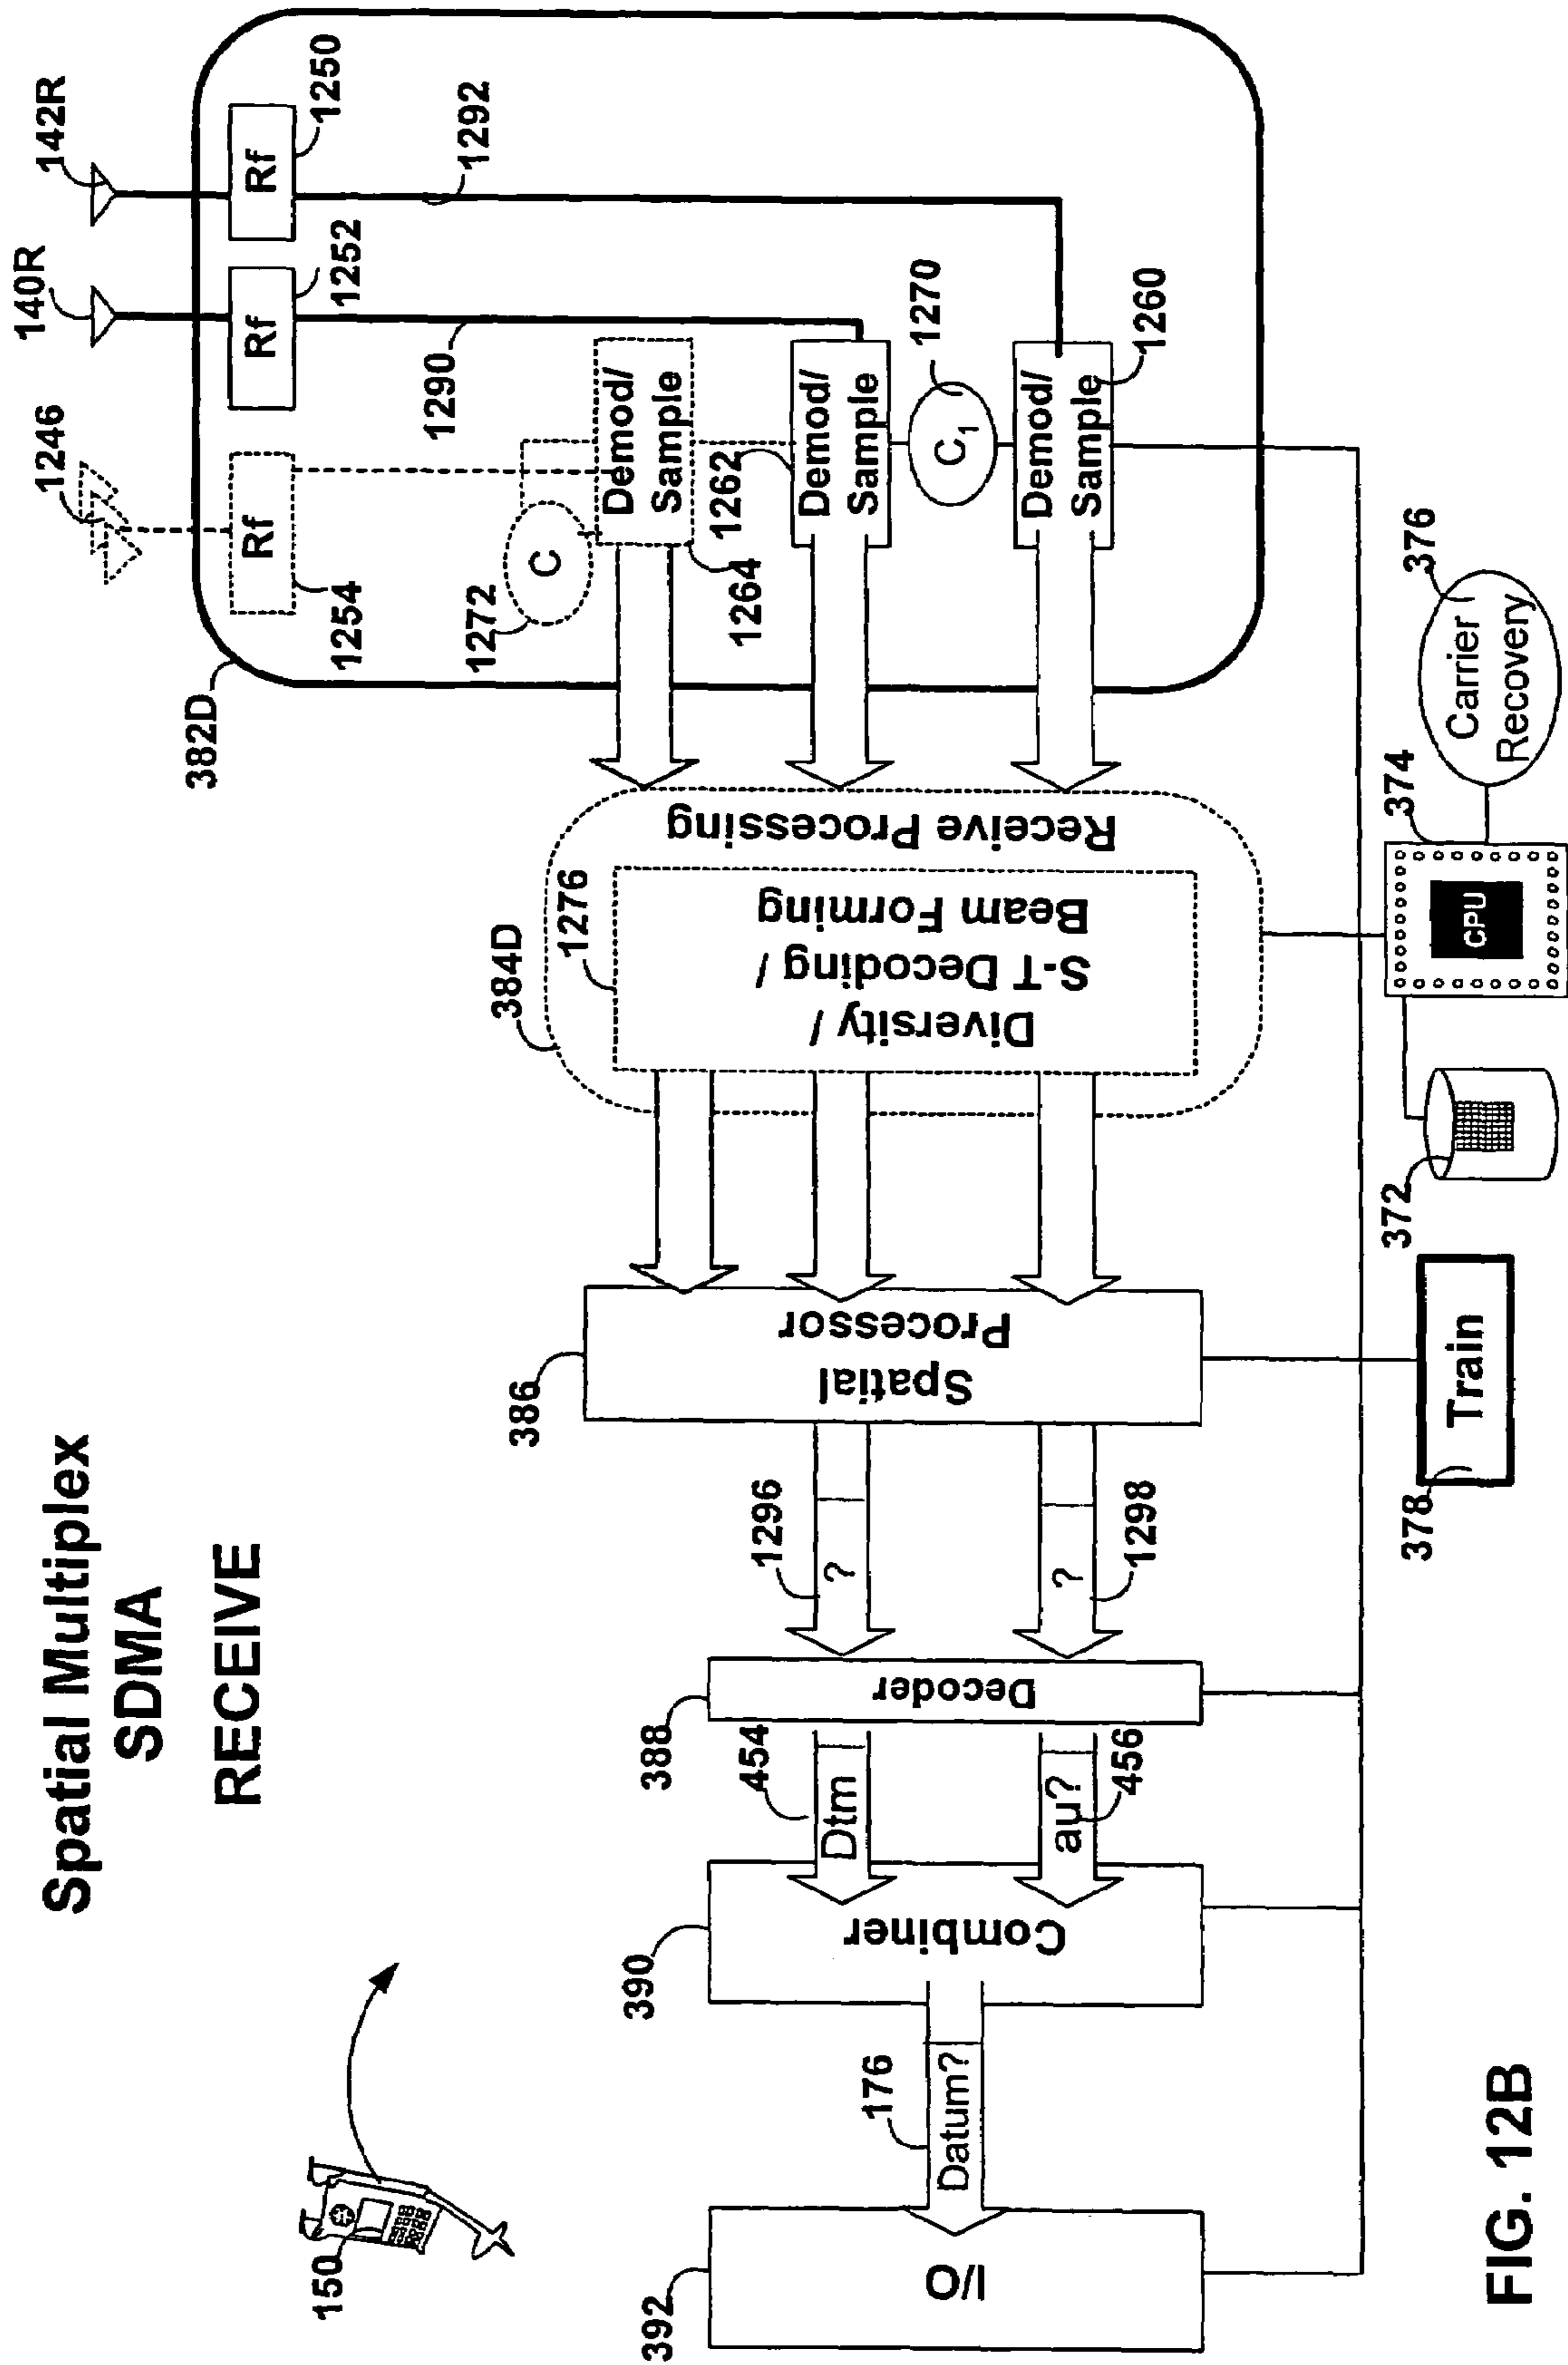 Spatial Multiplex
SDMA
RECEIVE
150
392
I/O
176
Datum?
390
Combiner
454
Dtm
au?
456
388
Decoder
1296
?
?
1298
386
Spatial
Processor
384D
1276
Diversity /
S-T Decoding /
Beam Forming
Receive Processing
382D
1246
140R
142R
Rf
1254
Rf
1252
Rf
1250
1290
1292
1272
C
Demod/
Sample
1264
1262
Demod/
Sample
C1
1270
Demod/
Sample
1260
378
Train
372
374
CPU
376
Carrier
Recovery
FIG. 12B